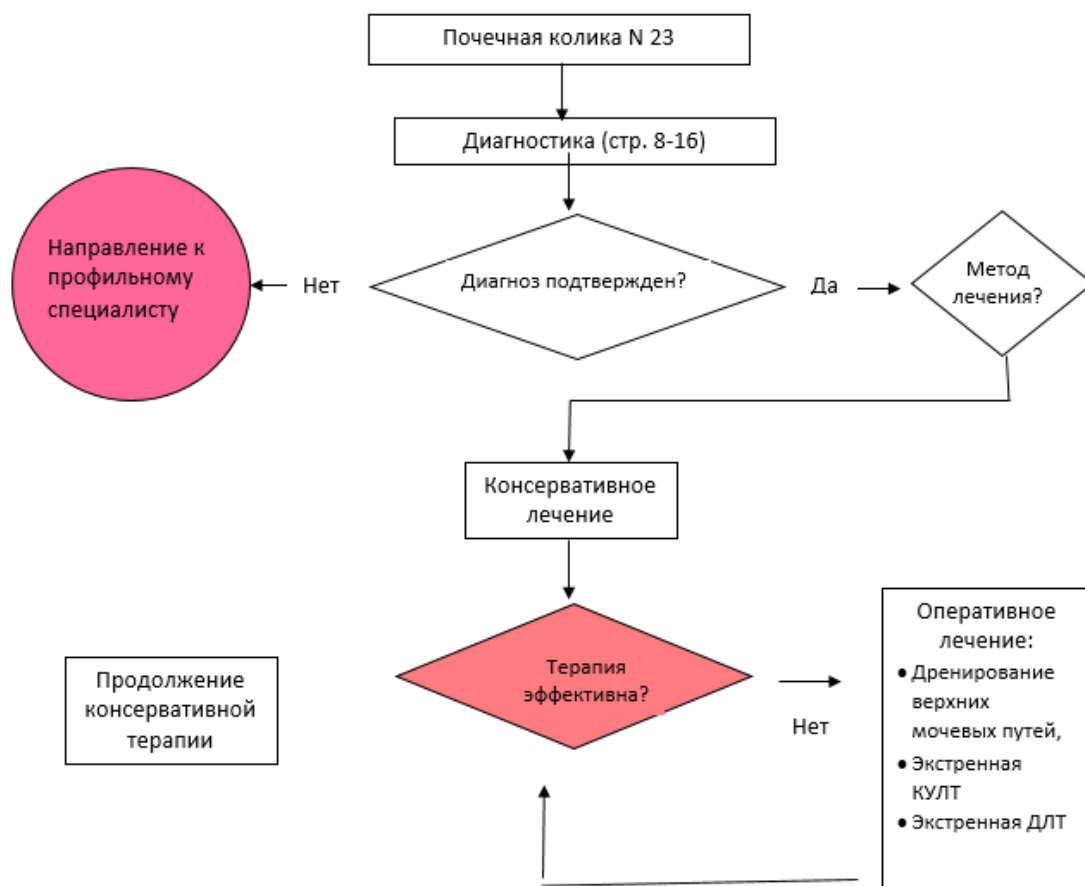 Почечная колика N 23
Диагностика (стр. 8-16)
Направление к
профильному
специалисту
Нет
Диагноз подтвержден?
Да
Метод
лечения?
Консервативное
лечение
Продолжение
консервативной
терапии
Терапия
эффективна?
Нет
Оперативное
лечение:
• Дренирование
верхних
мочевых путей,
• Экстренная
КУЛТ
• Экстренная ДЛТ